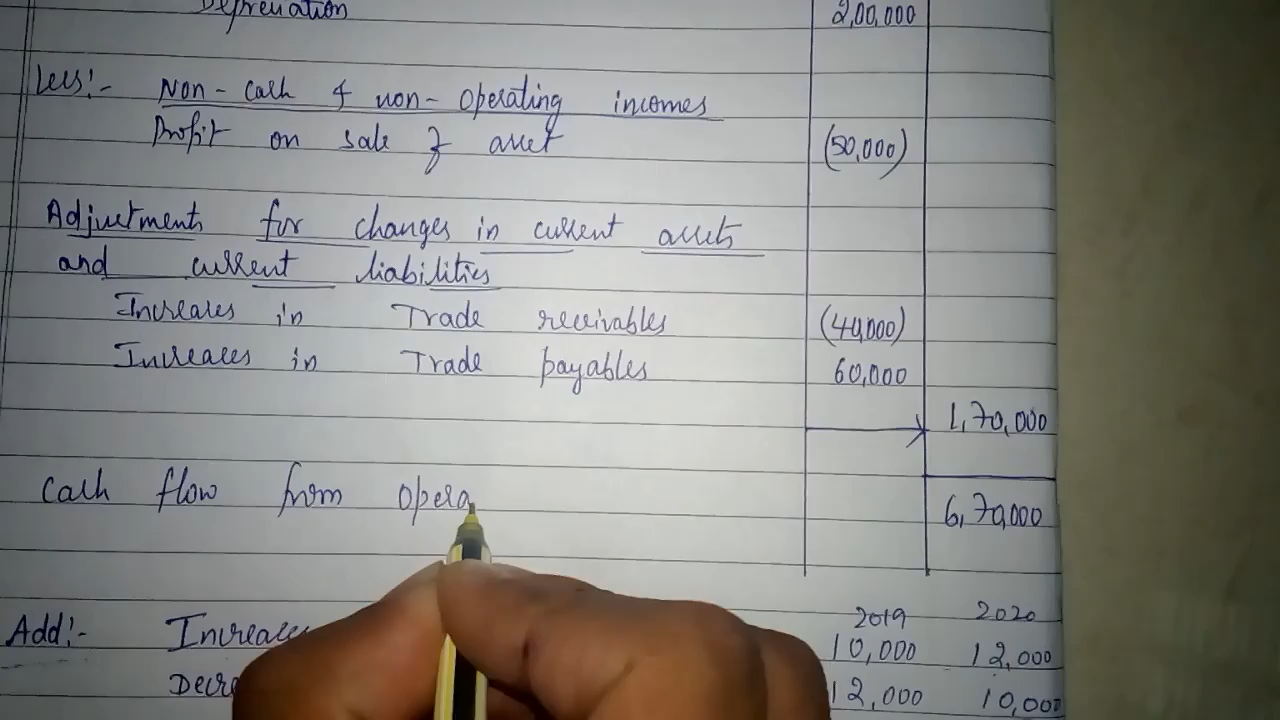 Depreciation 2,00,000
Less:- Non-cash & non-operating incomes
Profit on sale of asset (50,000)
Adjustments for changes in current assets
and current liabilities
Increases in Trade receivables (40,000)
Increases in Trade payables 60,000
1,70,000
Cash flow from opera 6,70,000
2019 2020
Add:- Increase 10,000 12,000
Decre 12,000 10,000